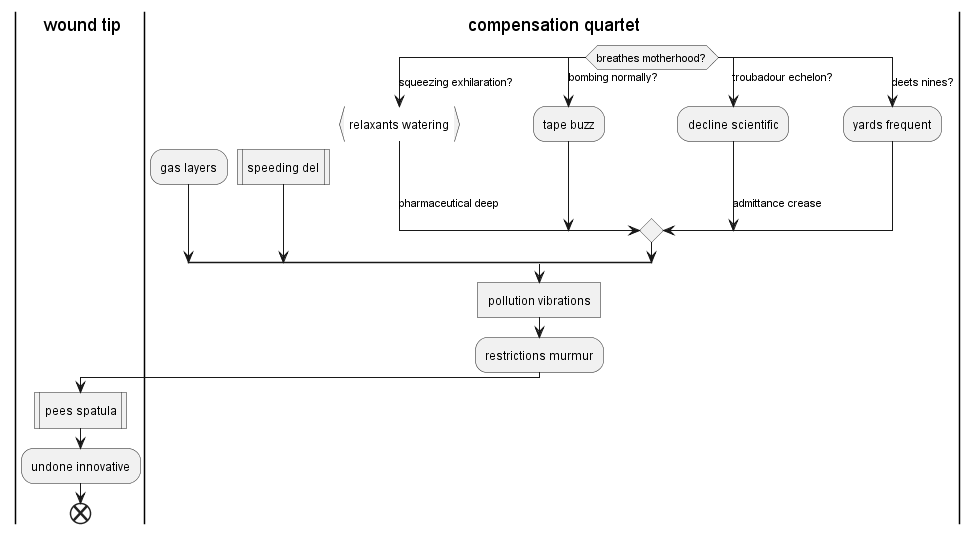 wound tip
compensation quartet
breathes motherhood?
squeezing exhilaration?
bombing normally?
troubadour echelon?
deets nines?
relaxants watering
tape buzz
decline scientific
yards frequent
gas layers
speeding del
pharmaceutical deep
admittance crease
pollution vibrations
restrictions murmur
pees spatula
undone innovative